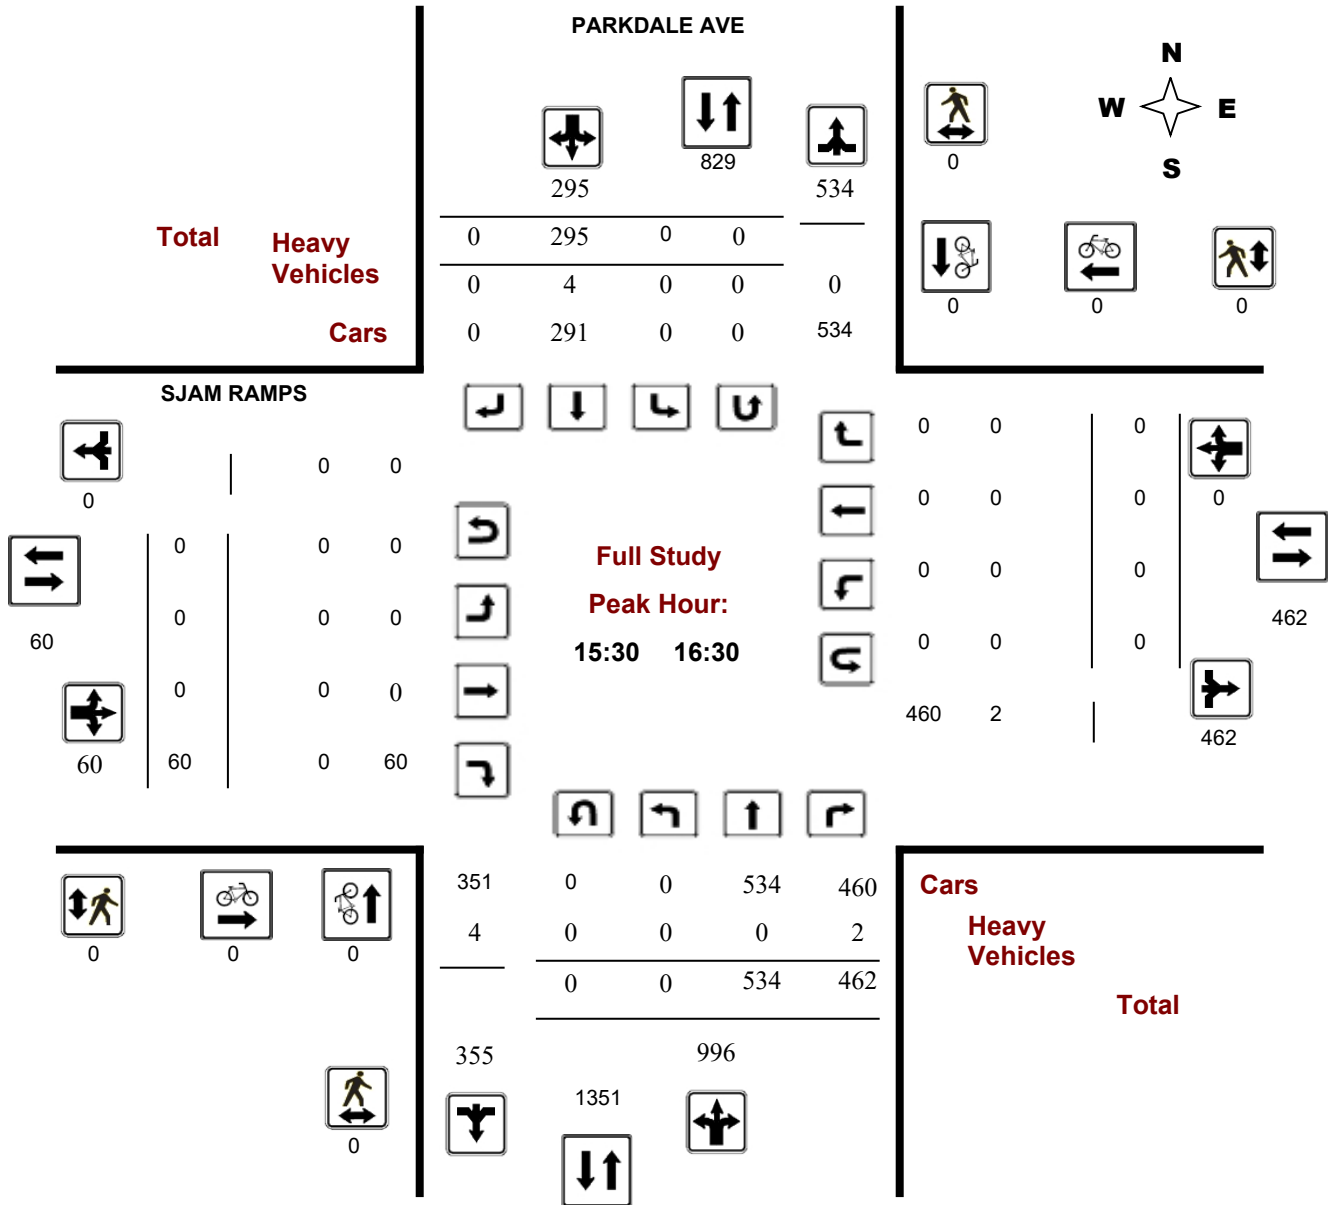 PARKDALE AVE
N
W E
S
829
0
295 534
Total Heavy Vehicles
0 295 0 0
0 4 0 0 0
Cars 0 291 0 0 534
0 0 0
SJAM RAMPS
0 0 0
0 0
0
0 0 0 0
0 0 0
Full Study
0 0 0
0 0 0
Peak Hour:
462
60
15:30 16:30
0 0 0
0 0 0
460 2
462
60 60 0 60
351 0 0 534 460 Cars
4 0 0 0 2 Heavy Vehicles
0 0 0
0 0 534 462
Total
355 996
1351
0